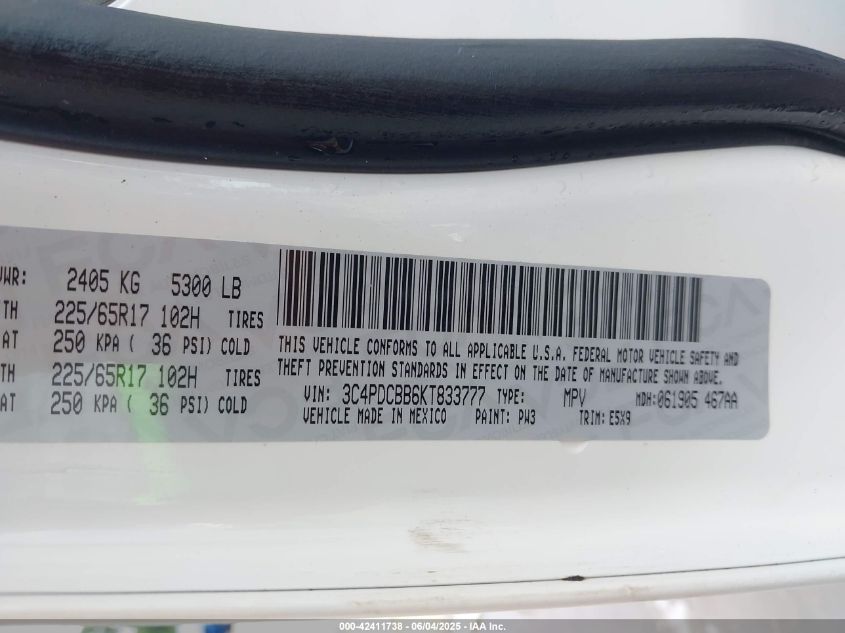 VWR: 2405 KG 5300 LB
TH 225/65R17 102H TIRES
AT 250 KPA ( 36 PSI) COLD
TH 225/65R17 102H TIRES
AT 250 KPA ( 36 PSI) COLD
THIS VEHICLE CONFORMS TO ALL APPLICABLE U.S.A. FEDERAL MOTOR VEHICLE SAFETY AND
THEFT PREVENTION STANDARDS IN EFFECT ON THE DATE OF MANUFACTURE SHOWN ABOVE.
VIN: 3C4PDCBB6KT833777 TYPE: MPV MDH:061905 467AA
VEHICLE MADE IN MEXICO PAINT: PW3 TRIM: E5X9
000-42411738 - 06/04/2025 - IAA Inc.